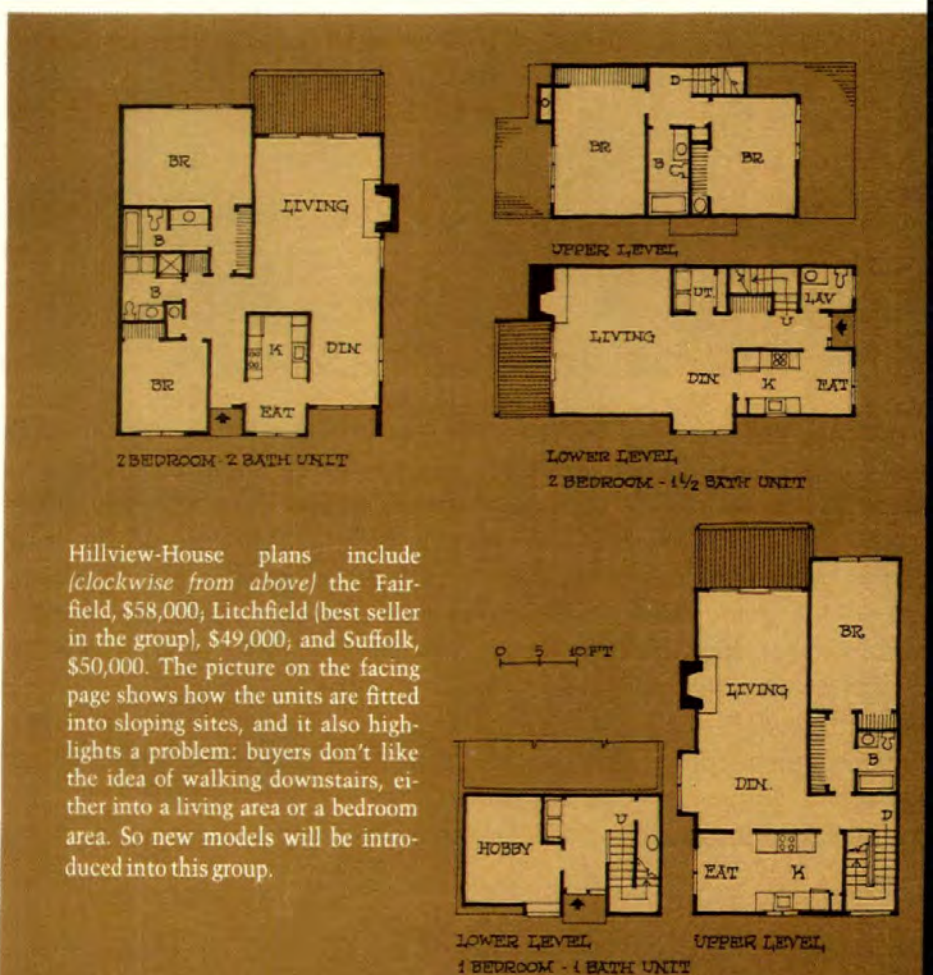 BR
LIVING
B
B
K
DIN
BR
EAT
2 BEDROOM - 2 BATH UNIT
D
BR
B
BR
UPPER LEVEL
UT.
LAV
U
LIVING
DIN
K
EAT
LOWER LEVEL
2 BEDROOM - 1 1/2 BATH UNIT
Hillview-House plans include
(clockwise from above) the Fair-
field, $58,000; Litchfield (best seller
in the group), $49,000; and Suffolk,
$50,000. The picture on the facing
page shows how the units are fitted
into sloping sites, and it also high-
lights a problem: buyers don't like
the idea of walking downstairs, ei-
ther into a living area or a bedroom
area. So new models will be intro-
duced into this group.
0 5 10 FT
BR
LIVING
B
DIN.
D
EAT
K
U
HOBBY
LOWER LEVEL
UPPER LEVEL
1 BEDROOM - 1 BATH UNIT